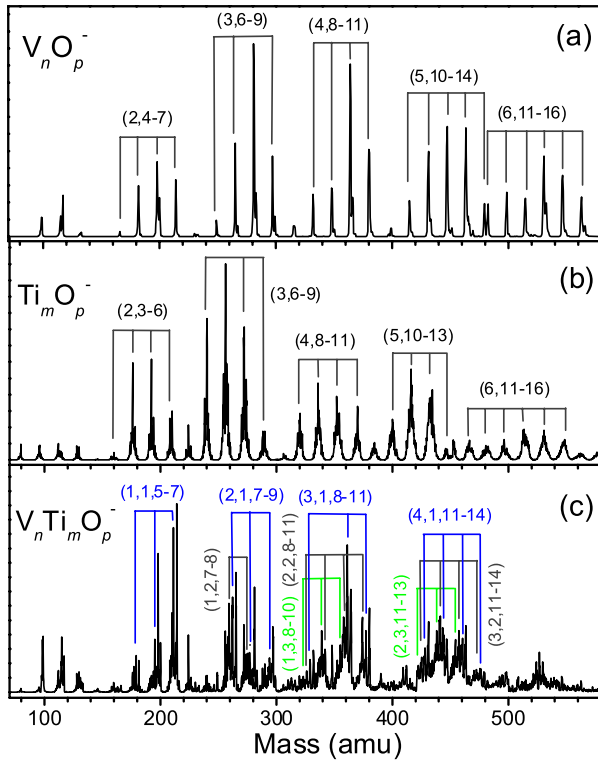 VₙOₚ⁻
(a)
(2,4-7)
(3,6-9)
(4,8-11)
(5,10-14)
(6,11-16)
TiₘOₚ⁻
(b)
(2,3-6)
(3,6-9)
(4,8-11)
(5,10-13)
(6,11-16)
VₙTiₘOₚ⁻
(c)
(1,1,5-7)
(2,1,7-9)
(3,1,8-11)
(4,1,11-14)
(1,2,7-8)
(2,2,8-11)
(1,3,8-10)
(2,3,11-13)
(3,2,11-14)
100 200 300 400 500
Mass (amu)